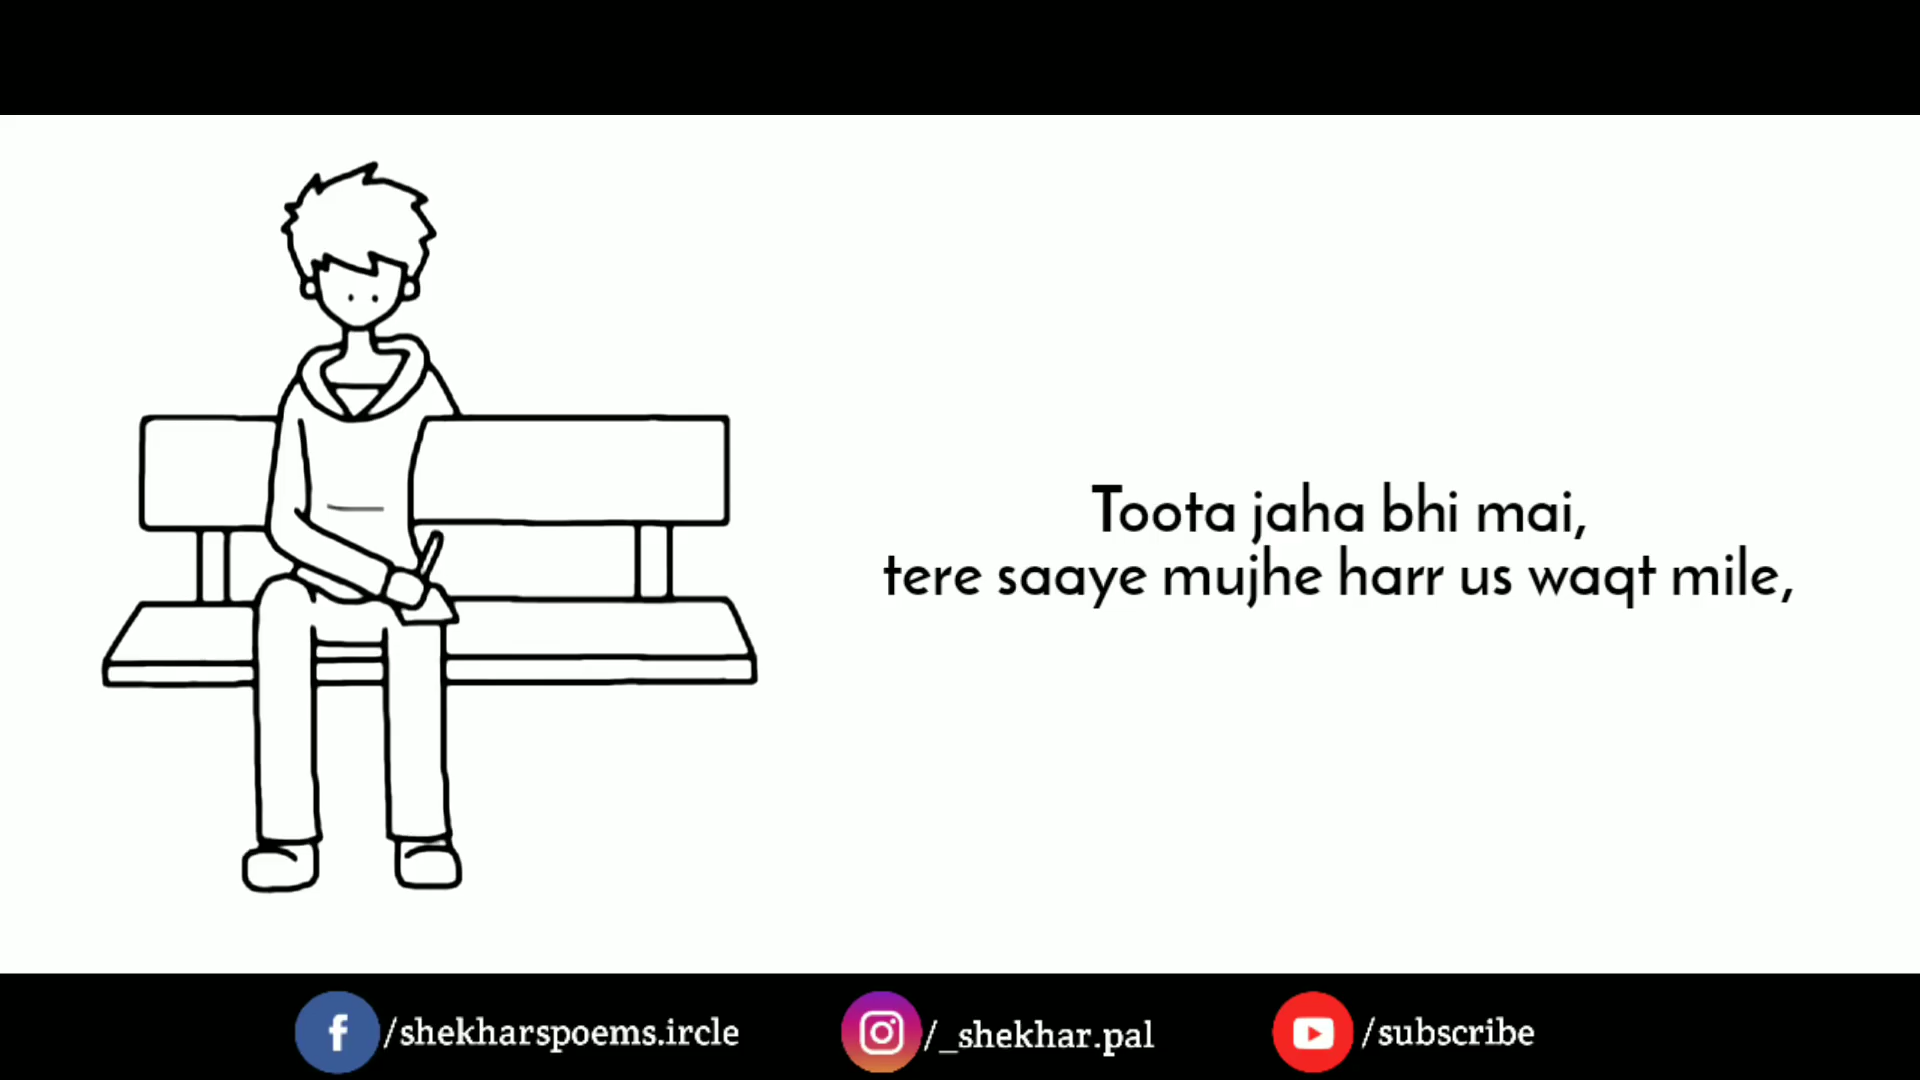 Toota jaha bhi mai,
tere saaye mujhe harr us waqt mile,
/shekharspoems.ircle
/_shekhar.pal
/subscribe